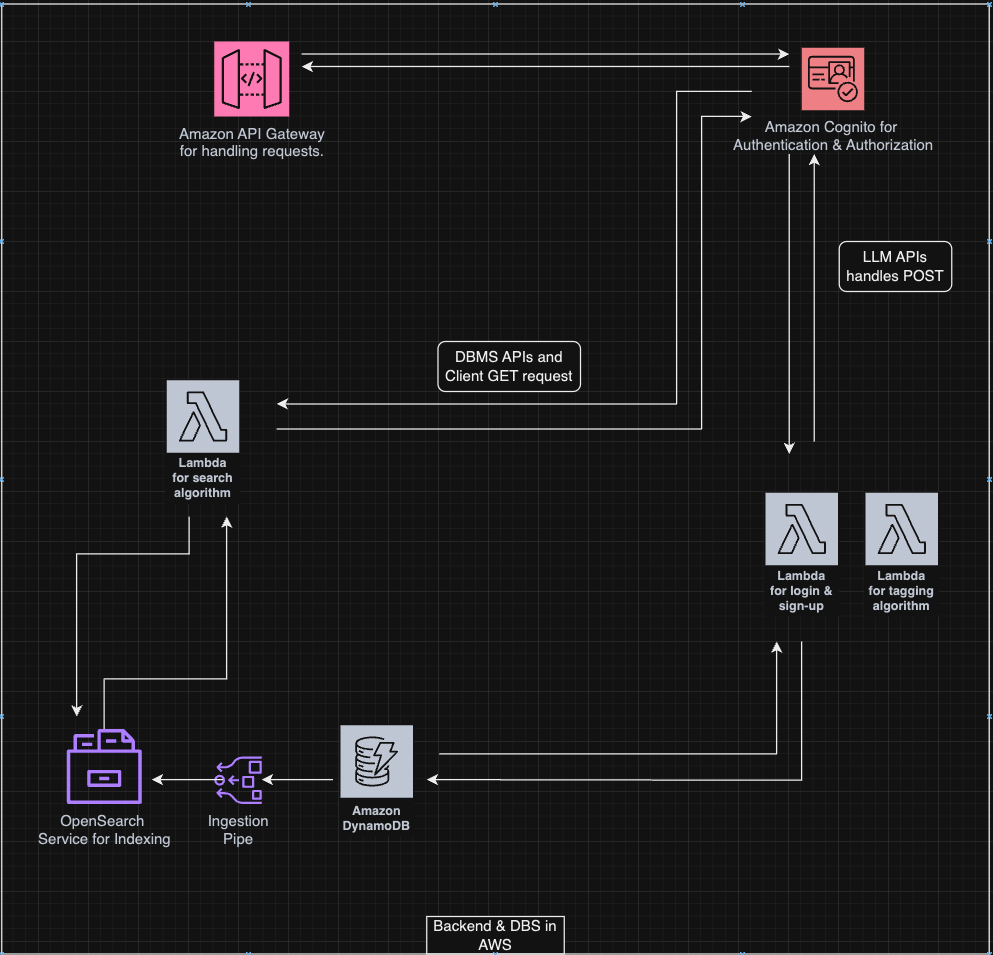 Amazon API Gateway
for handling requests.
Amazon Cognito for
Authentication & Authorization
LLM APIs
handles POST
DBMS APIs and
Client GET request
Lambda
for search
algorithm
Lambda
for login &
sign-up
Lambda
for tagging
algorithm
OpenSearch
Service for Indexing
Ingestion
Pipe
Amazon
DynamoDB
Backend & DBS in
AWS